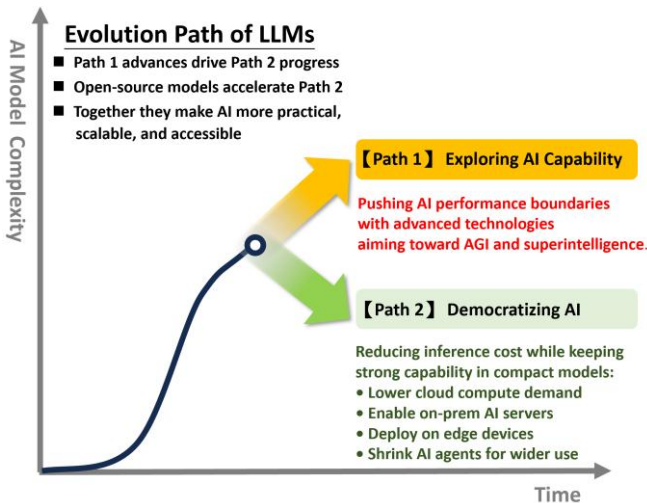 AI Model Complexity
Evolution Path of LLMs
■ Path 1 advances drive Path 2 progress
■ Open-source models accelerate Path 2
■ Together they make AI more practical,
scalable, and accessible
【Path 1】 Exploring AI Capability
Pushing AI performance boundaries
with advanced technologies
aiming toward AGI and superintelligence.
【Path 2】 Democratizing AI
Reducing inference cost while keeping
strong capability in compact models:
• Lower cloud compute demand
• Enable on-prem AI servers
• Deploy on edge devices
• Shrink AI agents for wider use
Time